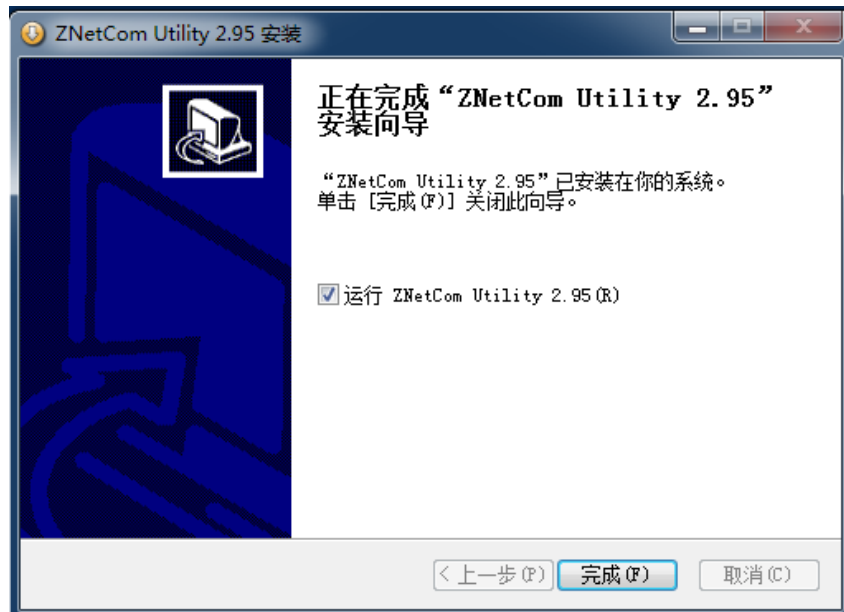 ZNetCom Utility 2.95 安装
正在完成“ZNetCom Utility 2.95”
安装向导
“ZNetCom Utility 2.95”已安装在你的系统。
单击 [完成(F)] 关闭此向导。
运行 ZNetCom Utility 2.95(R)
< 上一步(P) 完成(F) 取消(C)